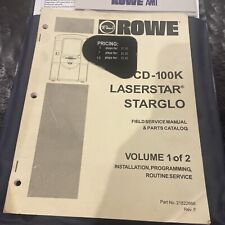 ROWE AMI
ROWE
PRICING:
CD-100K
LASERSTAR®
STARGLO
FIELD SERVICE MANUAL
& PARTS CATALOG
VOLUME 1 of 2
INSTALLATION, PROGRAMMING,
ROUTINE SERVICE
Part No.
Rev.